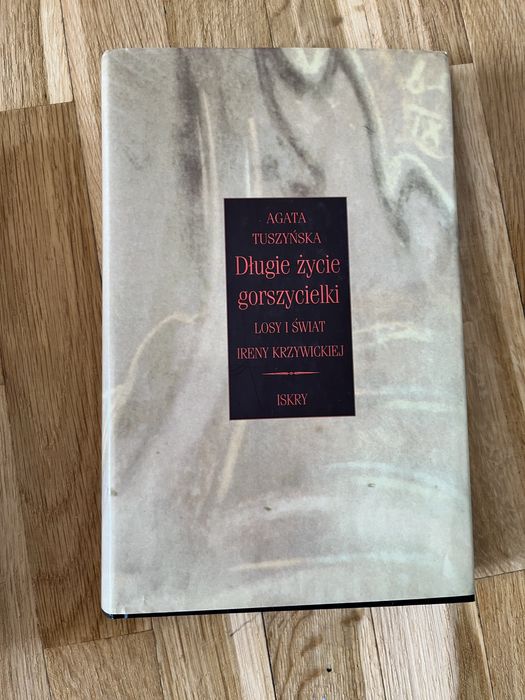 AGATA
TUSZYŃSKA
Długie życie
gorszycielki
LOSY I ŚWIAT
IRENY KRZYWICKIEJ
ISKRY